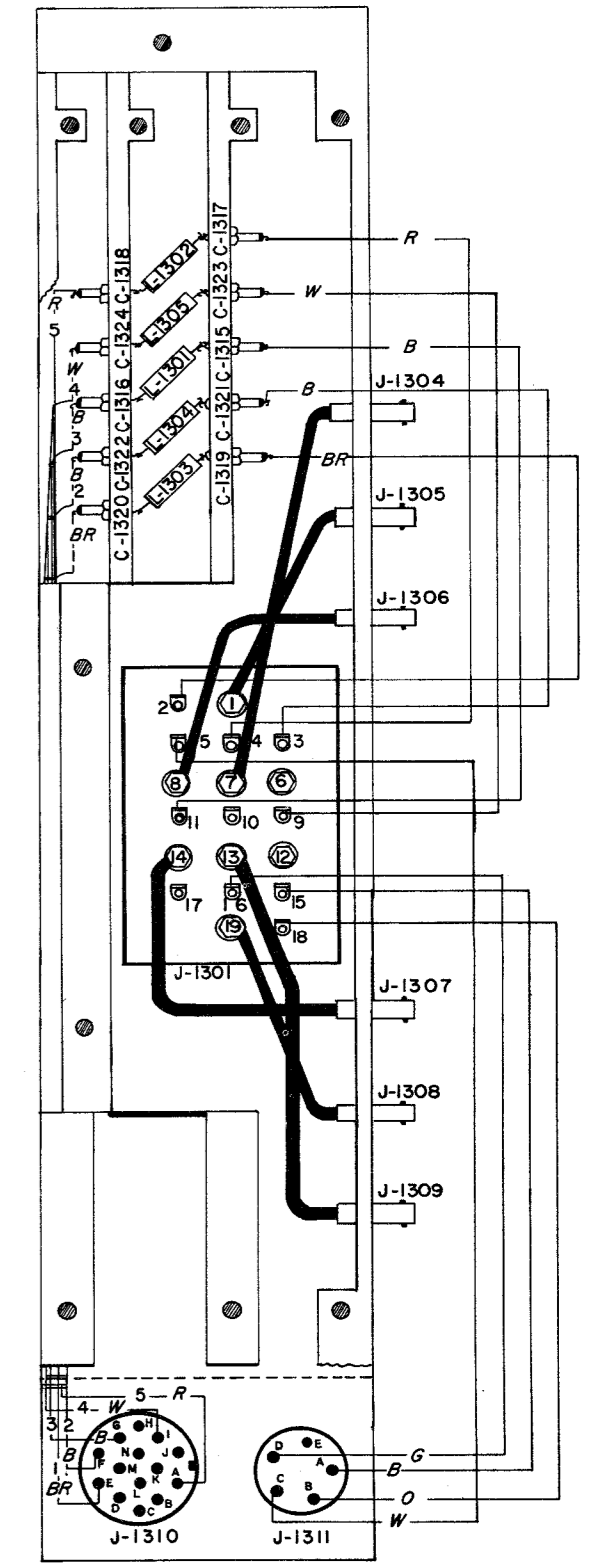 C-1317
R
L-1302
C-1318
C-1323
R
W
L-1305
5
C-1324
C-1315
B
W
L-1301
J-1304
4
C-1316
C-1321
B
B
L-1304
3
C-1322
C-1319
BR
B
L-1303
2
J-1305
C-1320
BR
J-1306
2
1
5
4
3
8
7
6
11
10
9
14
13
12
17
16
15
19
18
J-1301
J-1307
J-1308
J-1309
5 R
4 W
3 2
G H I
B
N J
B F M K A
BR E L B
D C
J-1310
E
D A
C B
J-1311
G
B
O
W